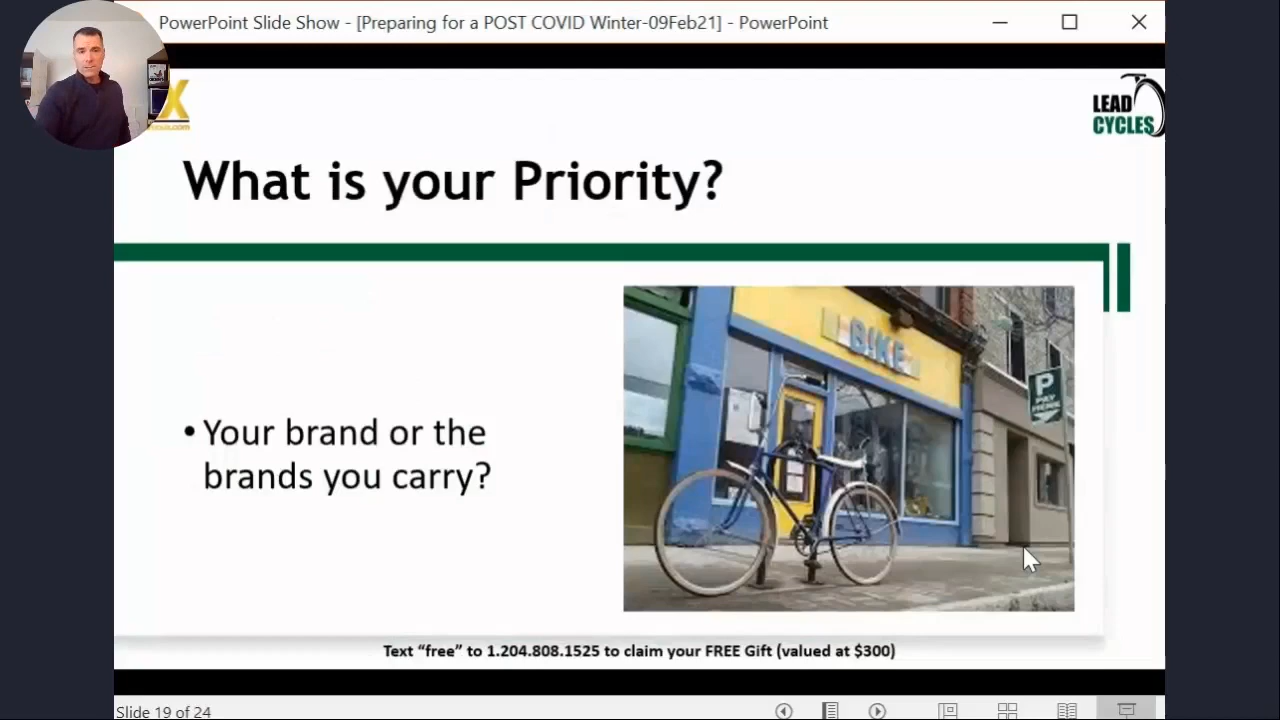 PowerPoint Slide Show - [Preparing for a POST COVID Winter-09Feb21] - PowerPoint
X
LEAD
CYCLES
What is your Priority?
BIKE
P
PAY
HERE
• Your brand or the
brands you carry?
Text “free” to 1.204.808.1525 to claim your FREE Gift (valued at $300)
Slide 19 of 24